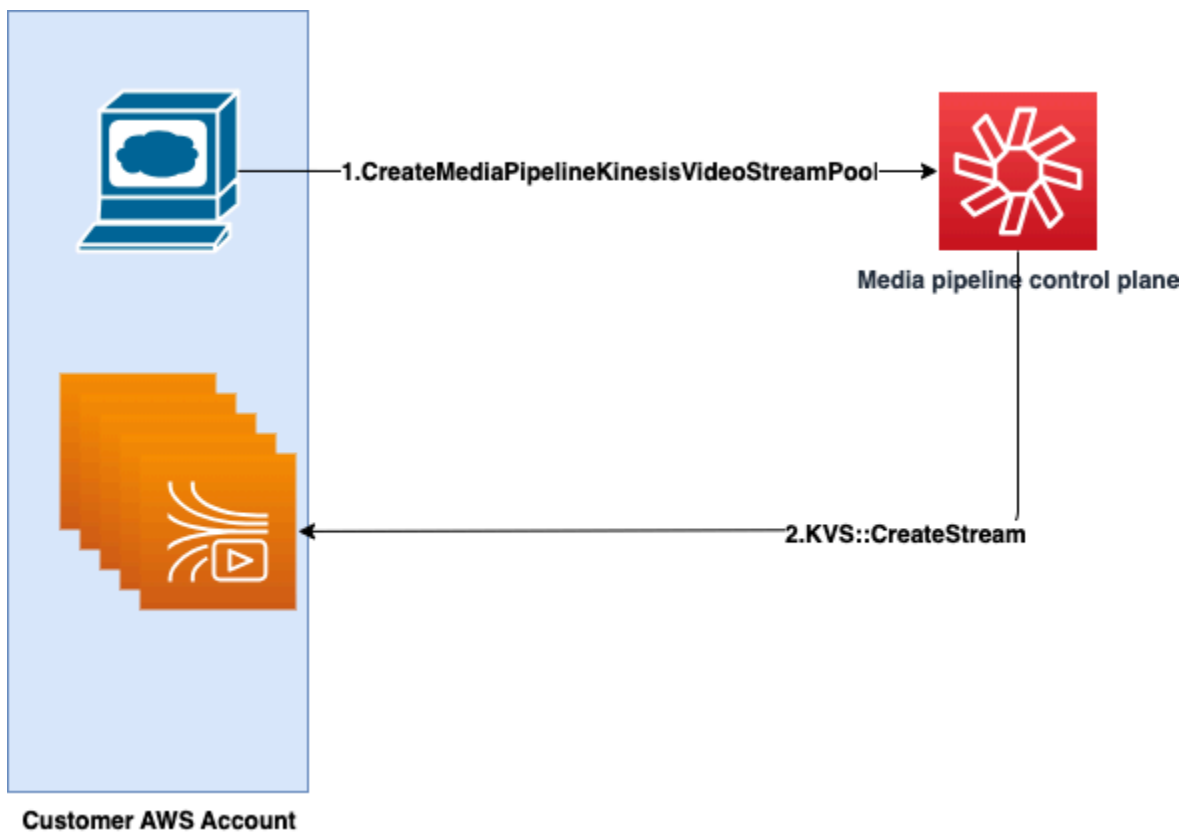 1.CreateMediaPipelineKinesisVideoStreamPool
Media pipeline control plane
2.KVS::CreateStream
Customer AWS Account